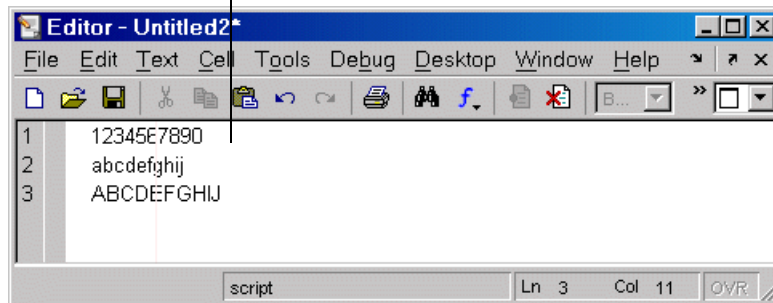 Editor - Untitled2*
File Edit Text Cell Tools Debug Desktop Window Help
B...
1 1234567890
2 abcdefghij
3 ABCDEFGHIJ
script Ln 3 Col 11 OVR